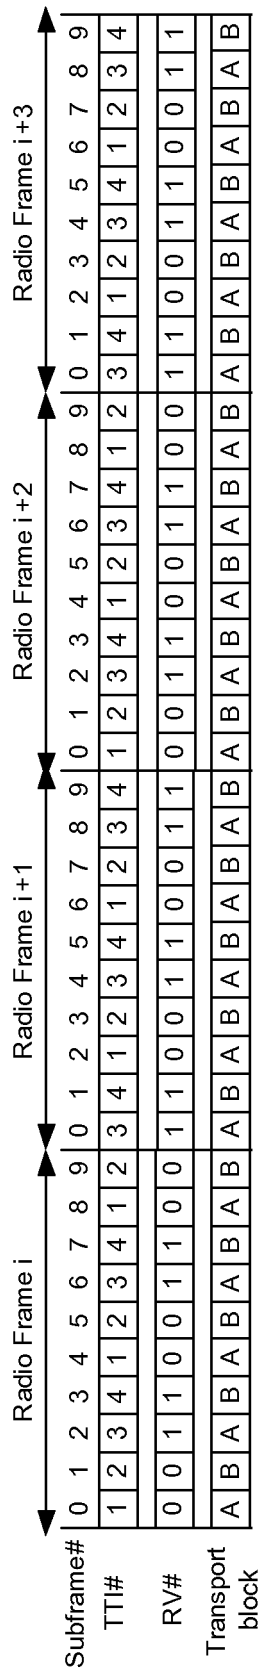 Radio Frame i Radio Frame i+1 Radio Frame i+2 Radio Frame i+3
Subframe# 0 1 2 3 4 5 6 7 8 9 0 1 2 3 4 5 6 7 8 9 0 1 2 3 4 5 6 7 8 9 0 1 2 3 4 5 6 7 8 9
TTI# 1 2 3 4 1 2 3 4 1 2 3 4 1 2 3 4 1 2 3 4 1 2 3 4 1 2 3 4 1 2 3 4 1 2 3 4 1 2 3 4
RV# 0 0 1 1 0 0 1 1 0 0 1 1 0 0 1 1 0 0 1 1 0 0 1 1 0 0 1 1 0 0 1 1 0 0 1 1 0 0 1 1
Transport
block A B A B A B A B A B A B A B A B A B A B A B A B A B A B A B A B A B A B A B A B